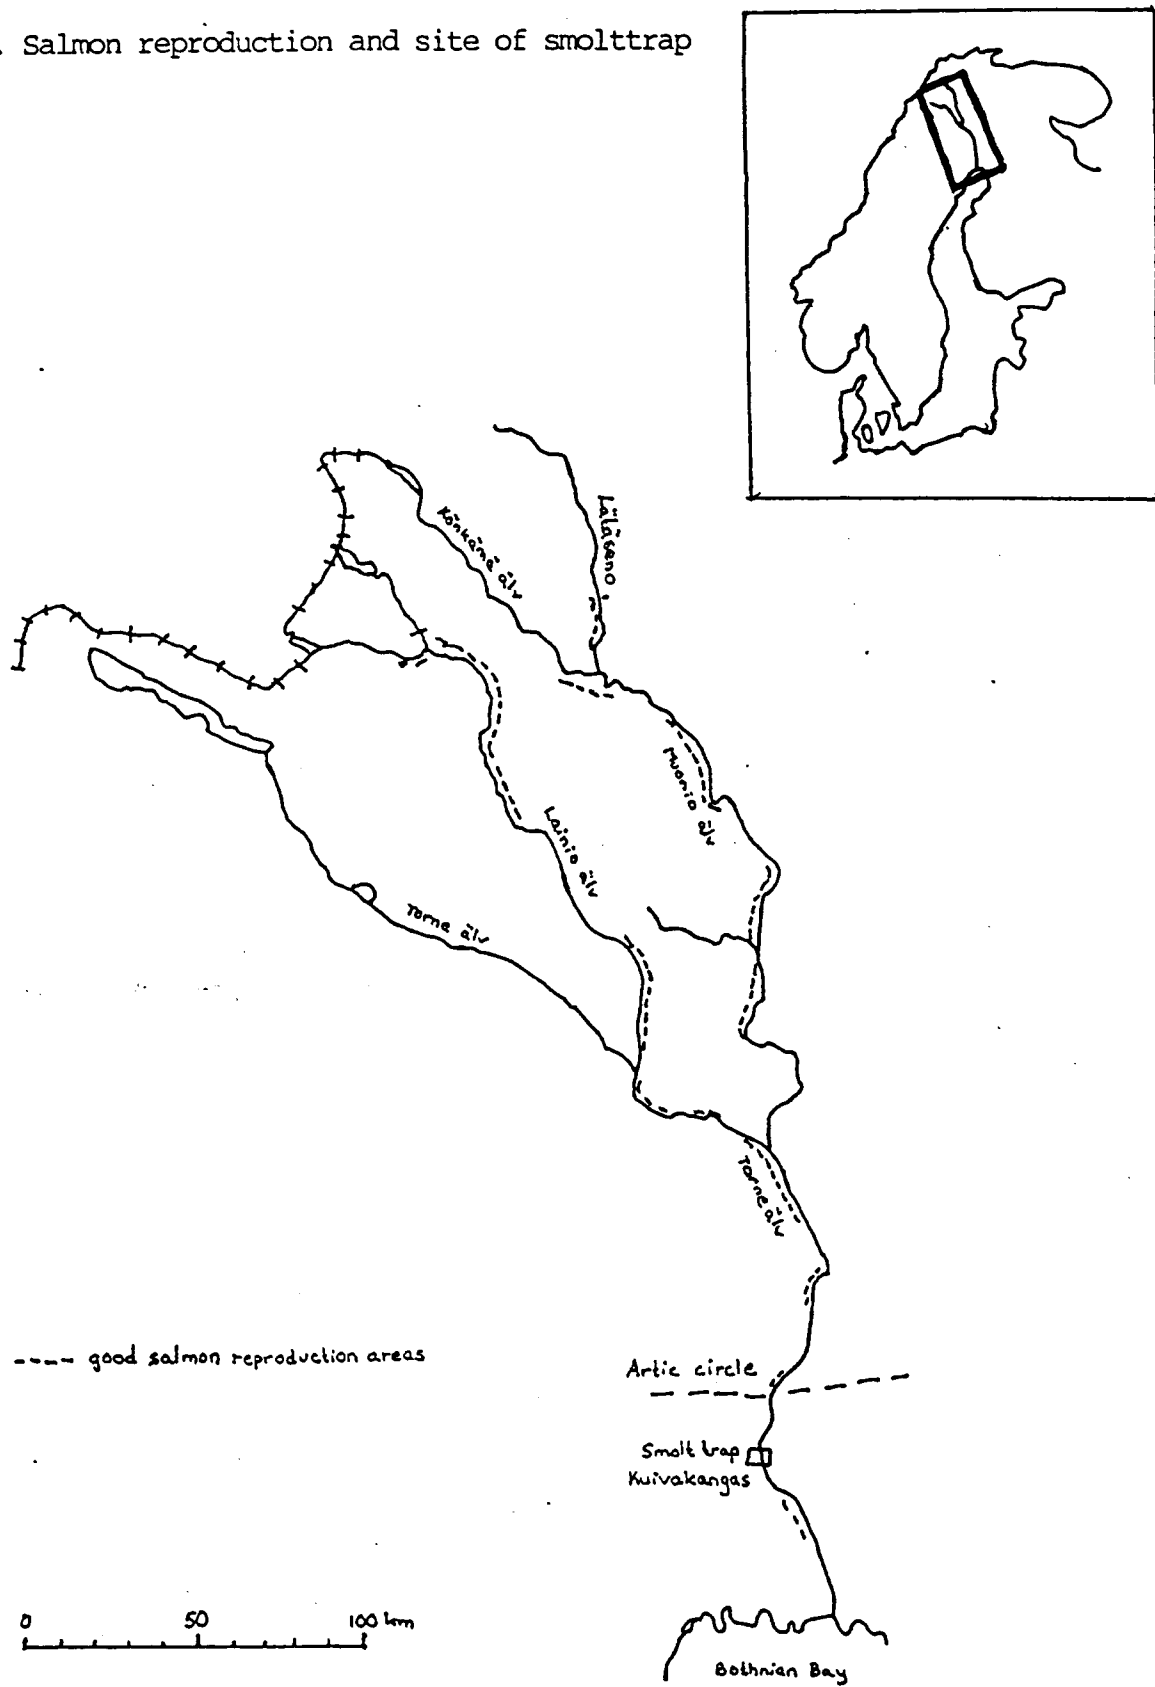 . Salmon reproduction and site of smolttrap
Könkämä älv
Lätäseno
Muonio älv
Lainio älv
Torne älv
Torne älv
---- good salmon reproduction areas
Artic circle
Smolt trap
Kuivakangas
0 50 100 km
Bothnian Bay